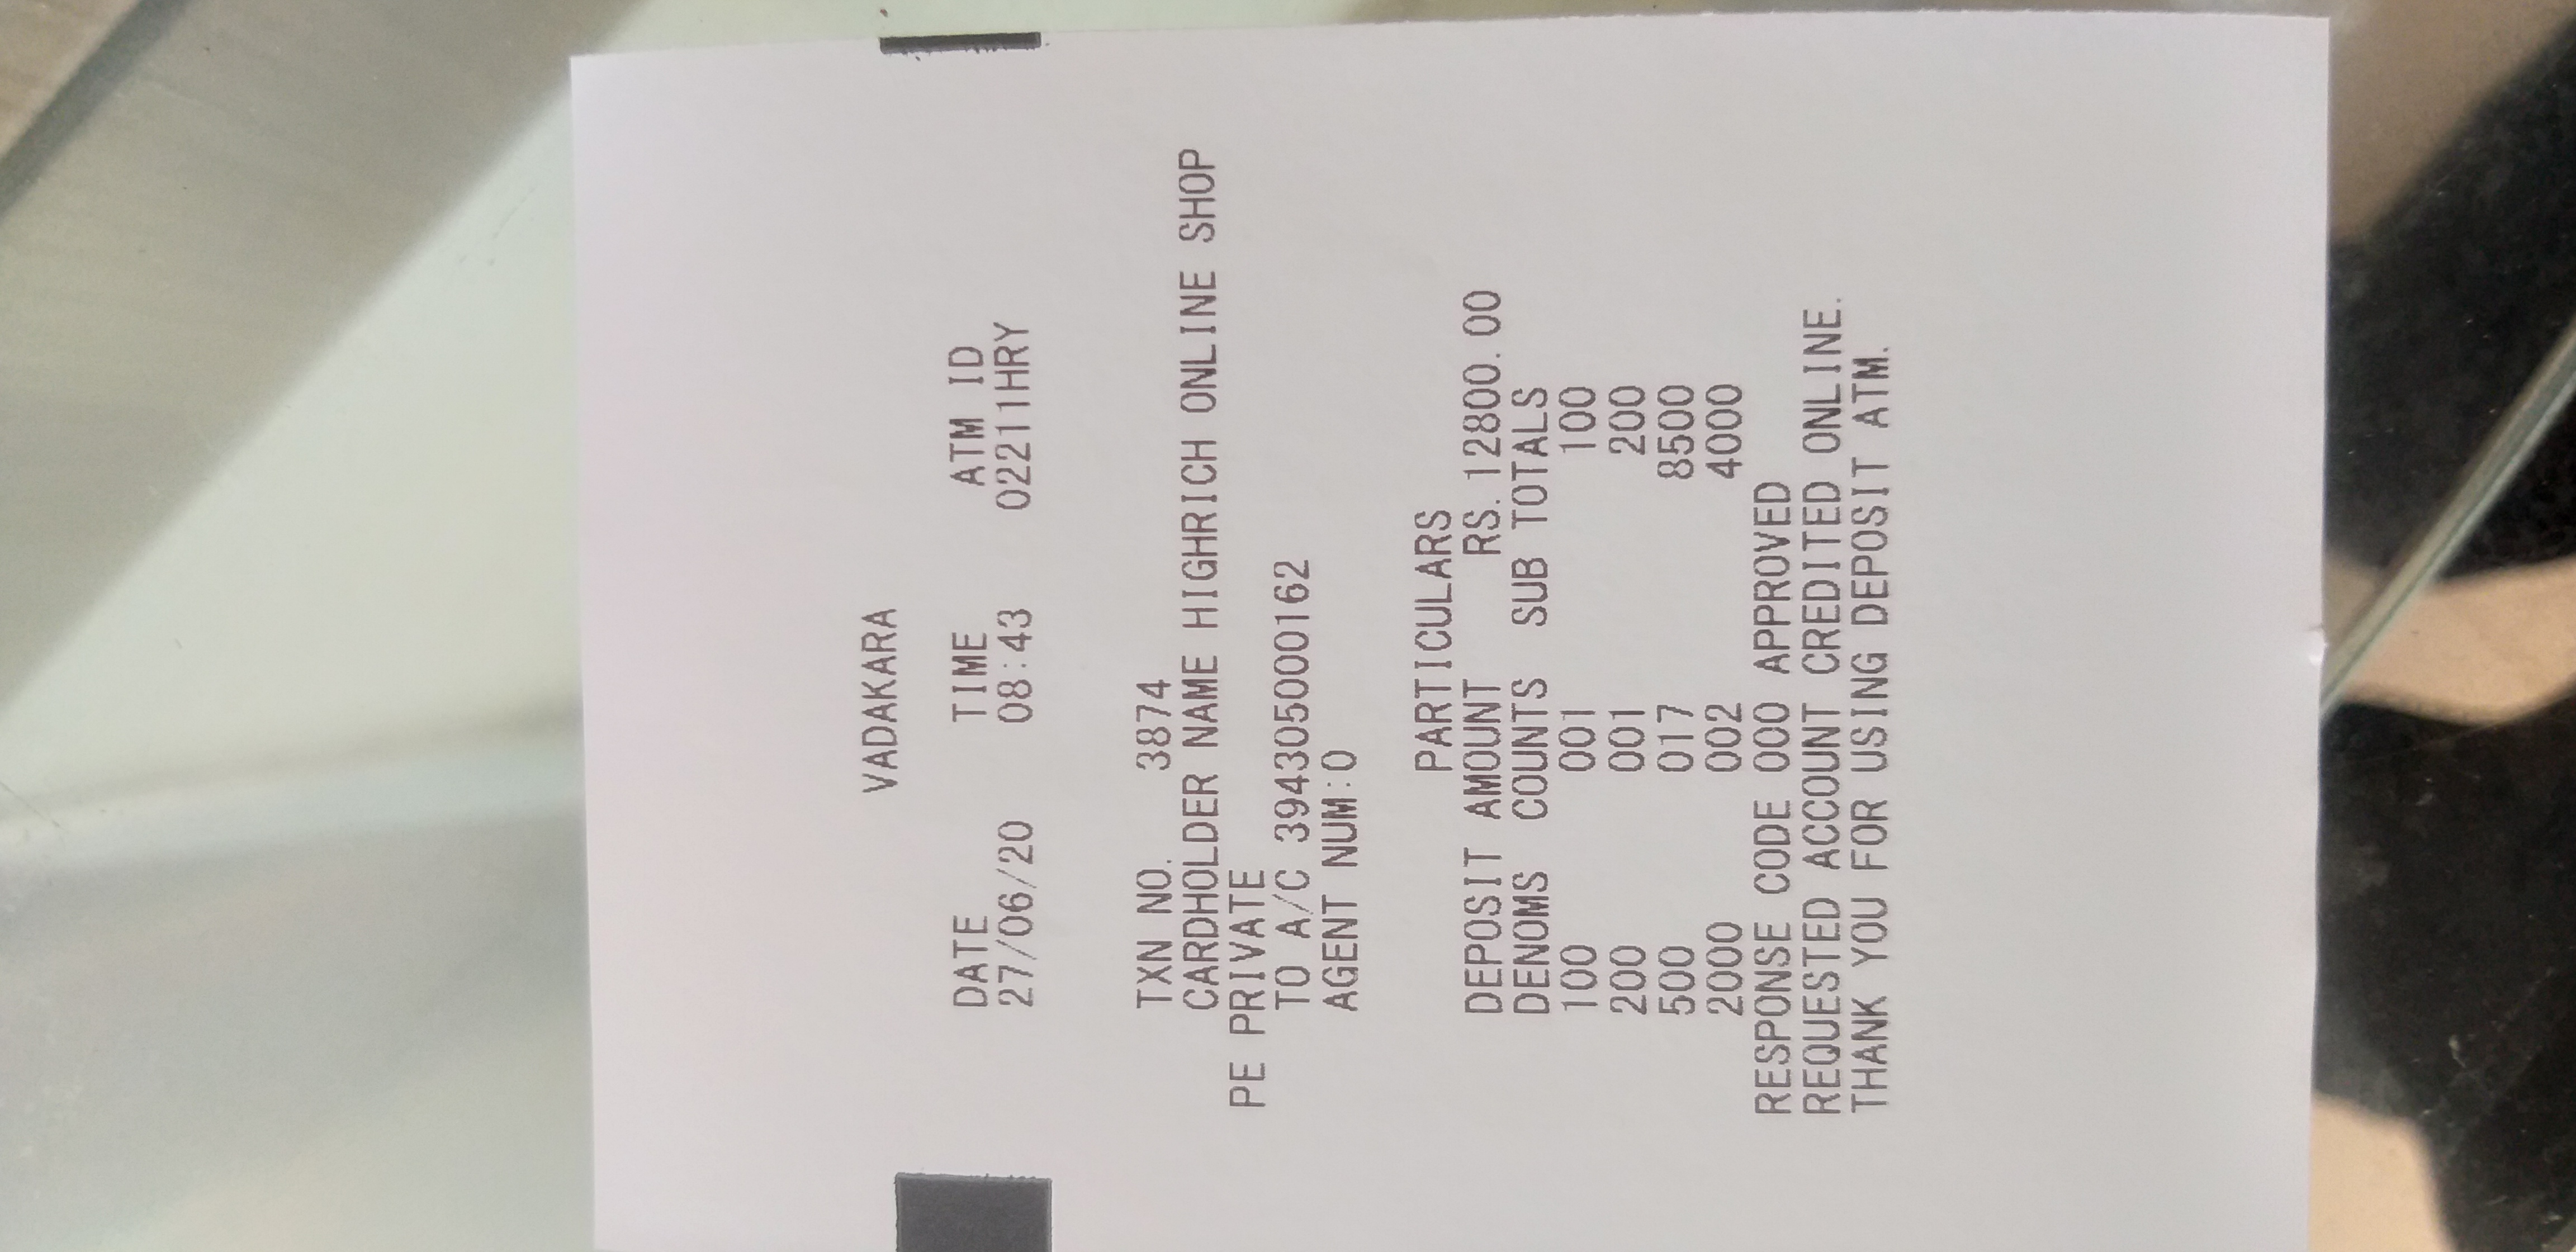 VADAKARA
DATE TIME ATM ID
27/06/20 08:43 02211HRY
TXN NO. 3874
CARDHOLDER NAME HIGHRICH ONLINE SHOP
PE PRIVATE
TO A/C 394305000162
AGENT NUM:0
PARTICULARS
DEPOSIT AMOUNT RS.12800.00
DENOMS COUNTS SUB TOTALS
100 001 100
200 001 200
500 017 8500
2000 002 4000
RESPONSE CODE 000 APPROVED
REQUESTED ACCOUNT CREDITED ONLINE.
THANK YOU FOR USING DEPOSIT ATM.